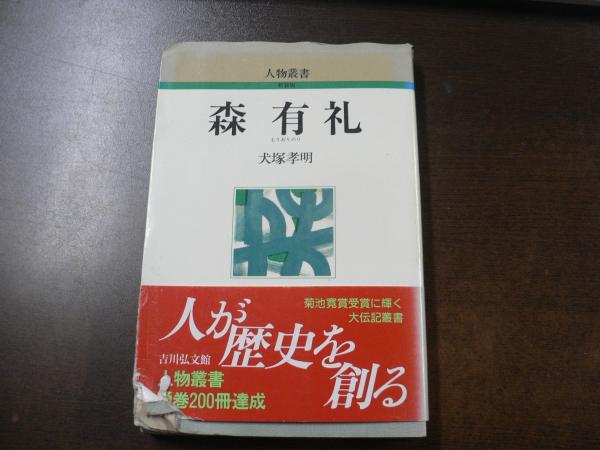 人物叢書
新装版
森有礼
もりありのり
犬塚孝明
菊池寛賞受賞に輝く
大伝記叢書
人が歴史を創る
吉川弘文館
人物叢書
巻200冊達成